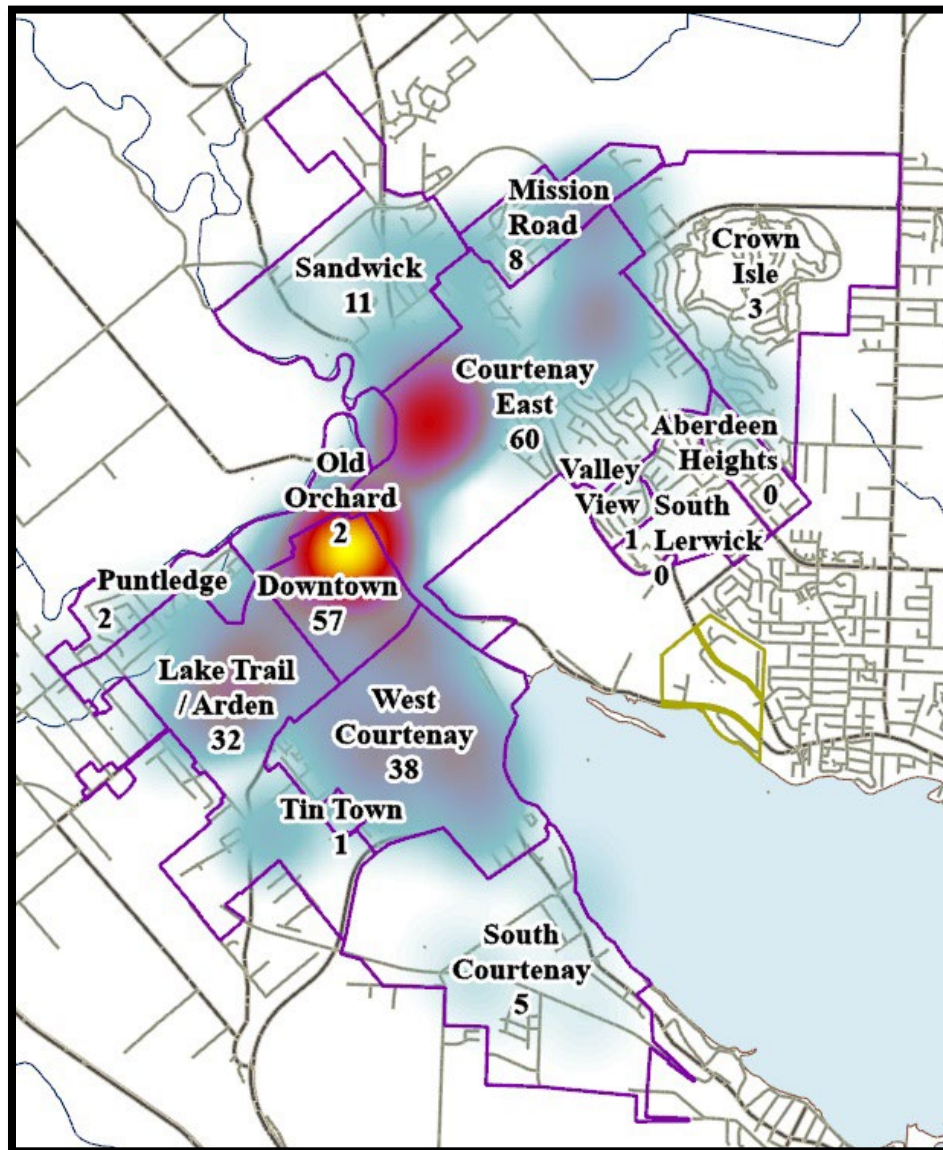 Mission
Road
8
Crown
Isle
3
Sandwick
11
Courtenay
East
60
Aberdeen
Heights
0
Valley
View
1
South
Lerwick
0
Old
Orchard
2
Downtown
57
Puntledge
2
Lake Trail
/ Arden
32
West
Courtenay
38
Tin Town
1
South
Courtenay
5